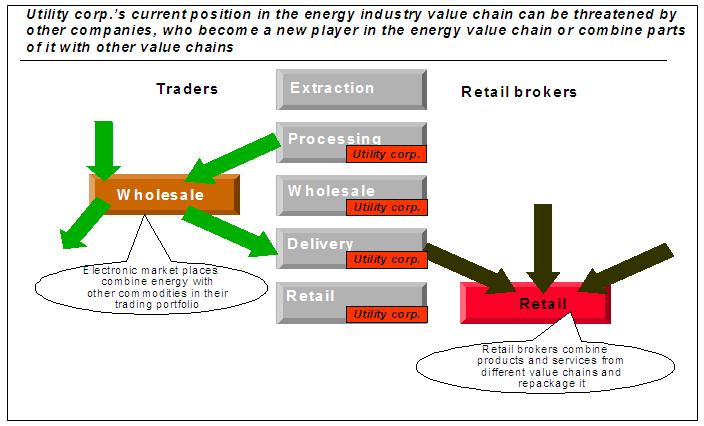 Utility corp.'s current position in the energy industry value chain can be threatened by
other companies, who become a new player in the energy value chain or combine parts
of it with other value chains
Traders
Extraction
Retail brokers
Processing
Utility corp.
Wholesale
Wholesale
Utility corp.
Delivery
Utility corp.
Electronic market places
combine energy with
other commodities in their
trading portfolio
Retail
Utility corp.
Retail
Retail brokers combine
products and services from
different value chains and
repackage it